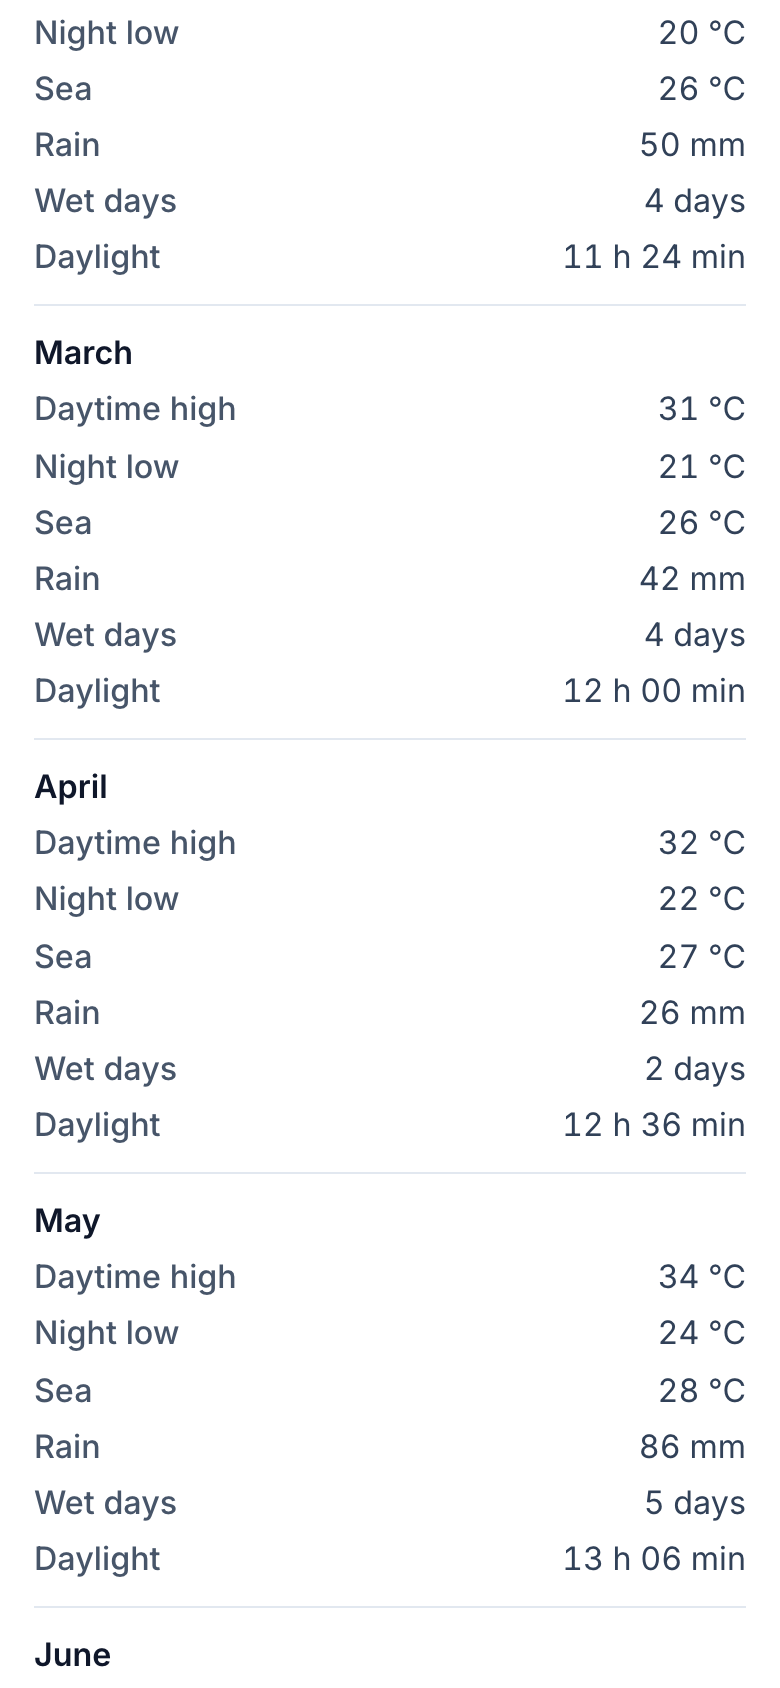 Night low 20 °C
Sea 26 °C
Rain 50 mm
Wet days 4 days
Daylight 11 h 24 min
March
Daytime high 31 °C
Night low 21 °C
Sea 26 °C
Rain 42 mm
Wet days 4 days
Daylight 12 h 00 min
April
Daytime high 32 °C
Night low 22 °C
Sea 27 °C
Rain 26 mm
Wet days 2 days
Daylight 12 h 36 min
May
Daytime high 34 °C
Night low 24 °C
Sea 28 °C
Rain 86 mm
Wet days 5 days
Daylight 13 h 06 min
June